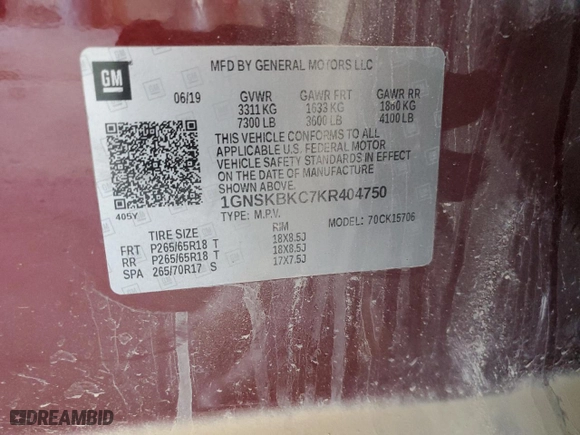 MFD BY GENERAL MOTORS LLC
GM
06/19 GVWR GAWR FRT GAWR RR
3311 KG 1633 KG 1860 KG
7300 LB 3600 LB 4100 LB
THIS VEHICLE CONFORMS TO ALL
APPLICABLE U.S. FEDERAL MOTOR
VEHICLE SAFETY STANDARDS IN EFFECT
ON THE DATE OF MANUFACTURE
SHOWN ABOVE.
1GNSKBKC7KR404750
405Y
TYPE: M.P.V. MODEL: 70CK15706
TIRE SIZE RIM
FRT P265/65R18 T 18X8.5J
RR P265/65R18 T 18X8.5J
SPA 265/70R17 S 17X7.5J
DREAMBID